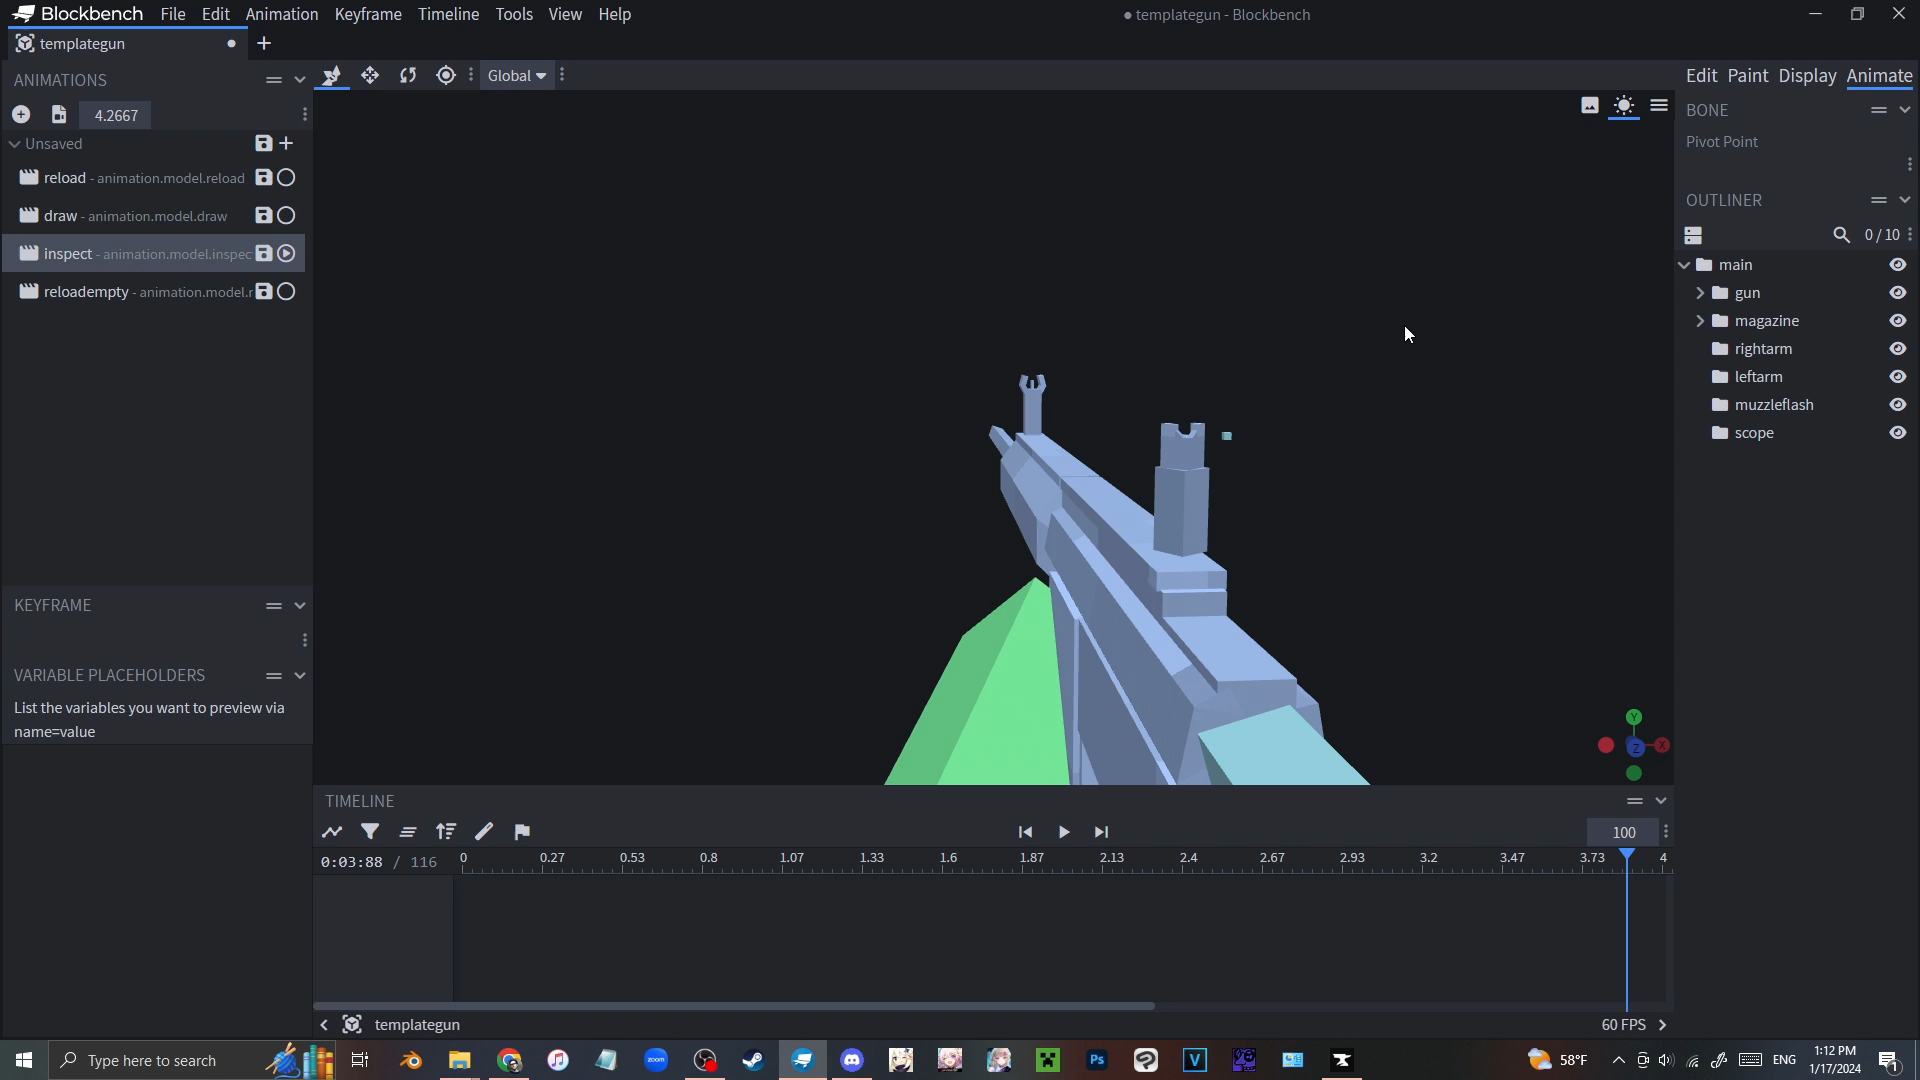 Blockbench File Edit Animation Keyframe Timeline Tools View Help
templategun - Blockbench
templategun
ANIMATIONS
Global
Edit Paint Display Animate
4.2667
BONE
Unsaved
Pivot Point
reload - animation.model.reload
draw - animation.model.draw
OUTLINER
0 / 10
inspect - animation.model.inspec
main
reloadempty - animation.model.r
gun
magazine
rightarm
leftarm
muzzleflash
scope
KEYFRAME
VARIABLE PLACEHOLDERS
List the variables you want to preview via
name=value
Y
X
Z
TIMELINE
100
0:03:88 / 116
0 0.27 0.53 0.8 1.07 1.33 1.6 1.87 2.13 2.4 2.67 2.93 3.2 3.47 3.73 4
templategun
60 FPS
Type here to search
zoom
Ps
V
58°F
ENG
1:12 PM
1/17/2024
1